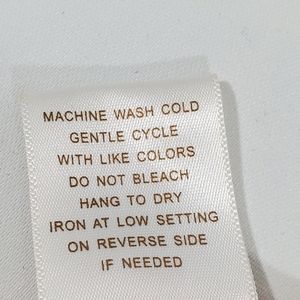 MACHINE WASH COLD
GENTLE CYCLE
WITH LIKE COLORS
DO NOT BLEACH
HANG TO DRY
IRON AT LOW SETTING
ON REVERSE SIDE
IF NEEDED